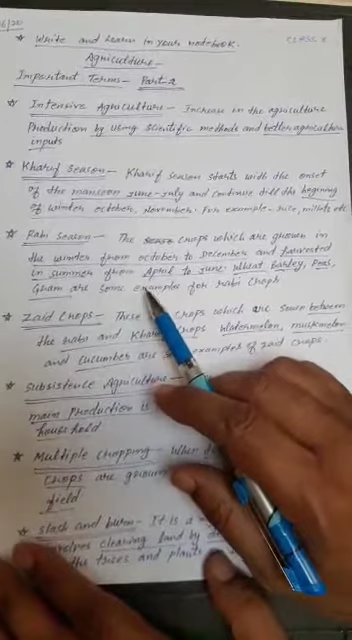 6/20
* Write and learn in your notebook. CLASS 8
Agriculture-
Important Terms- Part-2
* Intensive Agriculture- Increase in the agriculture
Production by using scientific methods and better agriculture
inputs
* Kharif Season- Kharif season starts with the onset
of the mansoon june-july and continue till the begning
of winter october, November. For example- rice, millets etc
* Rabi Season- The crops which are grown in
the winter from october to December and harvested
in summer from April to june Wheat Barley, Peas,
Gram are some examples for rabi crops
* Zaid Crops- These crops which are sown between
the rabi and Kharif crops Watermelon, muskmelon
and cucumber are examples of zaid crops.
* Subsistence Agriculture-
main production is
household
* Multiple Cropping- When
Crops are
field
* Slash and burn- It is a
clearing land by
the trees and plants